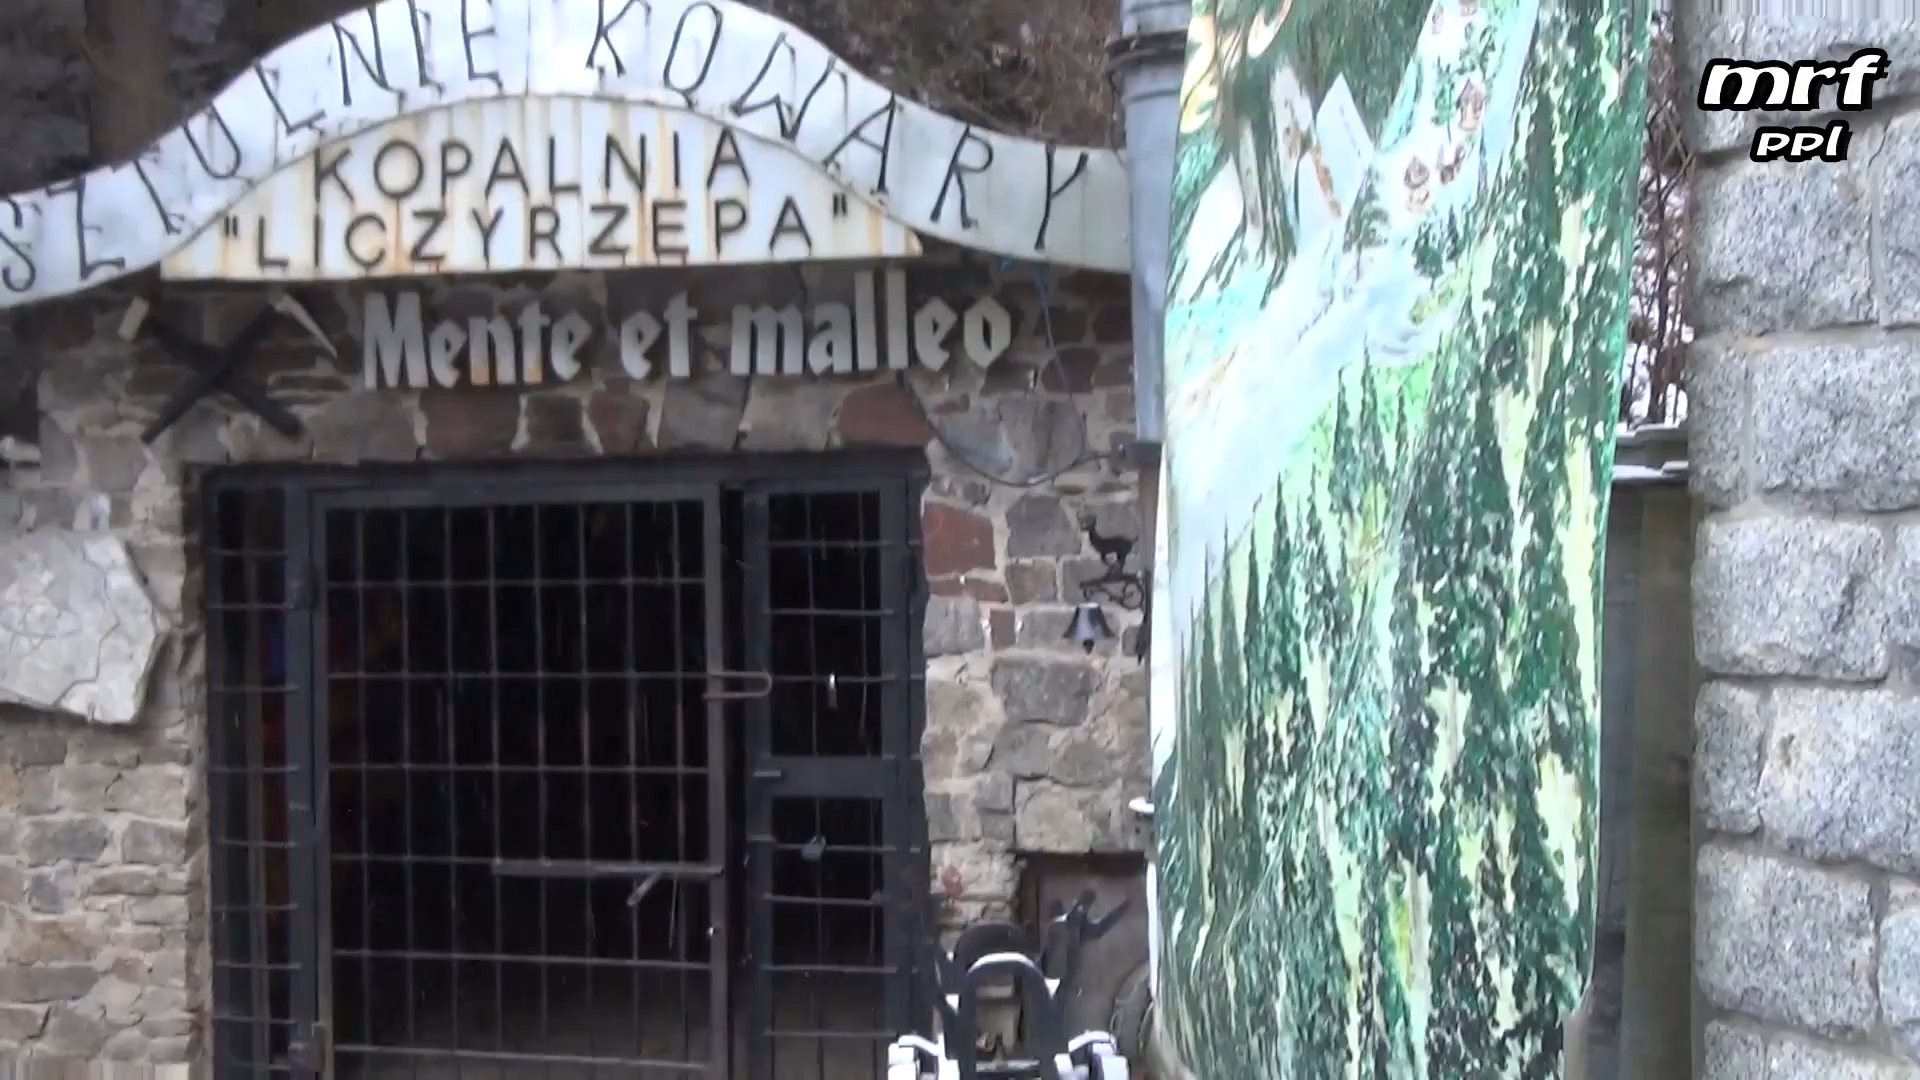 SZTOLNIE KOWARY
KOPALNIA
"LICZYRZEPA"
Mente et malleo
mrf
ppl